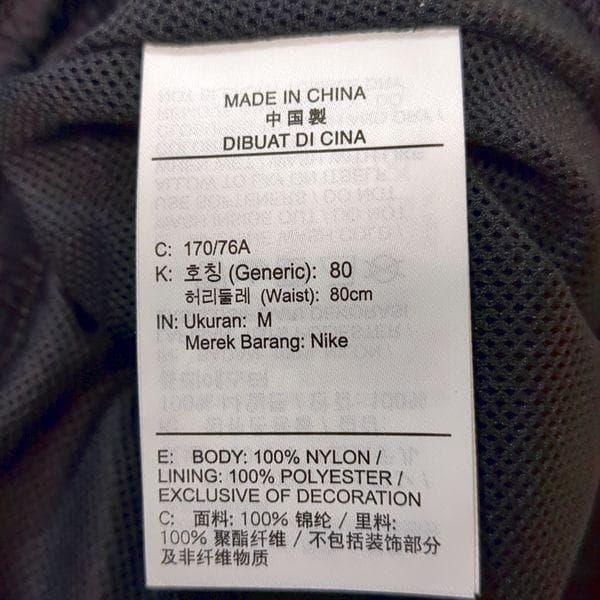 MADE IN CHINA
中国製
DIBUAT DI CINA
C: 170/76A
K: 호칭 (Generic): 80
허리둘레 (Waist): 80cm
IN: Ukuran: M
Merek Barang: Nike
E: BODY: 100% NYLON /
LINING: 100% POLYESTER /
EXCLUSIVE OF DECORATION
C: 面料: 100% 锦纶 / 里料:
100% 聚酯纤维 / 不包括装饰部分
及非纤维物质